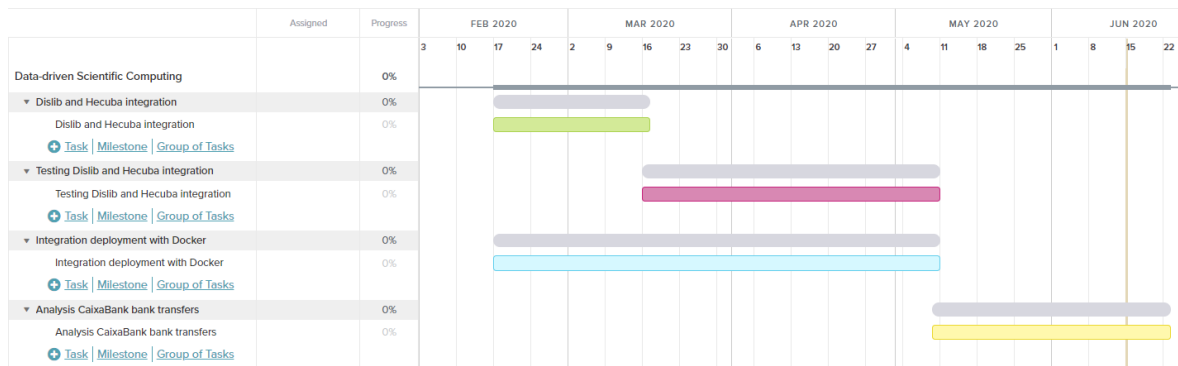 Assigned Progress FEB 2020 MAR 2020 APR 2020 MAY 2020 JUN 2020
3 10 17 24 2 9 16 23 30 6 13 20 27 4 11 18 25 1 8 15 22
Data-driven Scientific Computing 0%
Dislib and Hecuba integration 0%
Dislib and Hecuba integration 0%
Task | Milestone | Group of Tasks
Testing Dislib and Hecuba integration 0%
Testing Dislib and Hecuba integration 0%
Task | Milestone | Group of Tasks
Integration deployment with Docker 0%
Integration deployment with Docker 0%
Task | Milestone | Group of Tasks
Analysis CaixaBank bank transfers 0%
Analysis CaixaBank bank transfers 0%
Task | Milestone | Group of Tasks